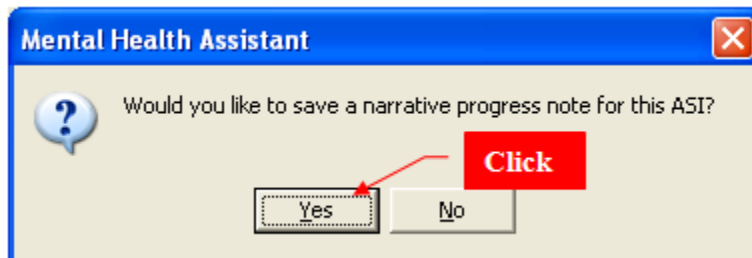 Mental Health Assistant
Would you like to save a narrative progress note for this ASI?
Click
Yes No